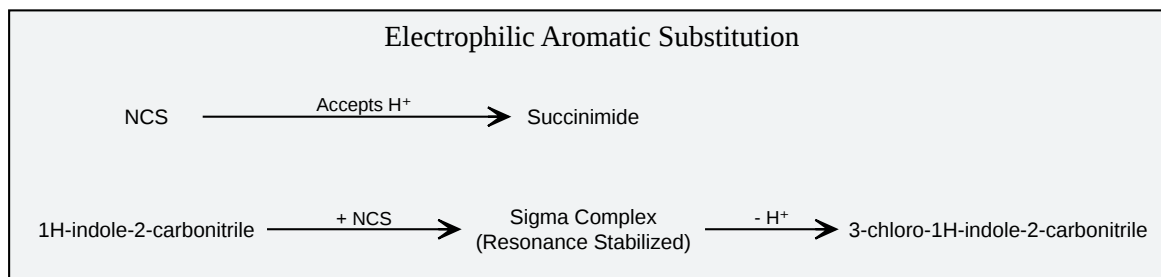 Electrophilic Aromatic Substitution
NCS
Accepts H⁺
Succinimide
1H-indole-2-carbonitrile
+ NCS
Sigma Complex
(Resonance Stabilized)
- H⁺
3-chloro-1H-indole-2-carbonitrile